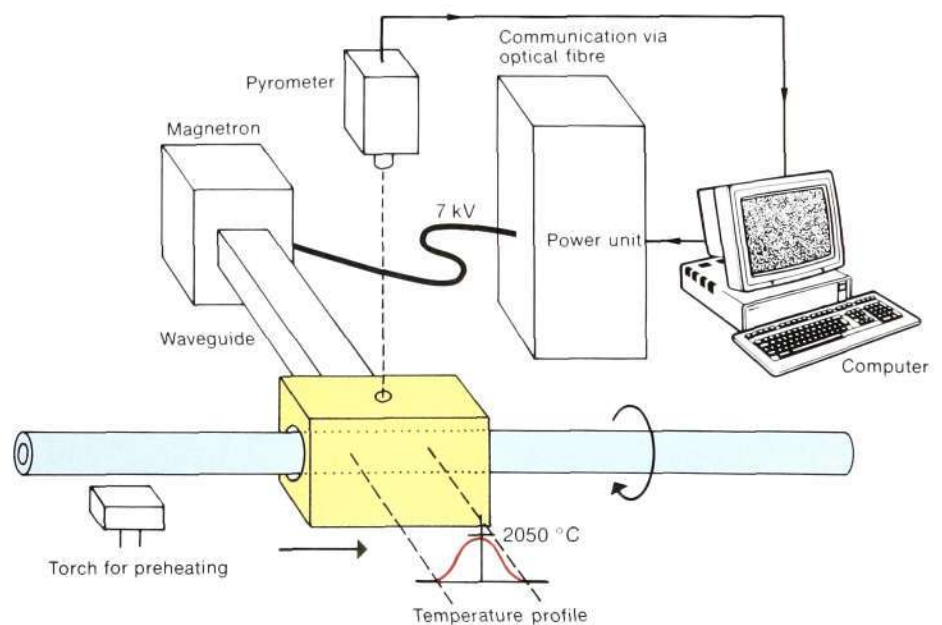 Communication via
optical fibre
Pyrometer
Magnetron
7 kV
Power unit
Waveguide
Computer
2050 °C
Torch for preheating
Temperature profile